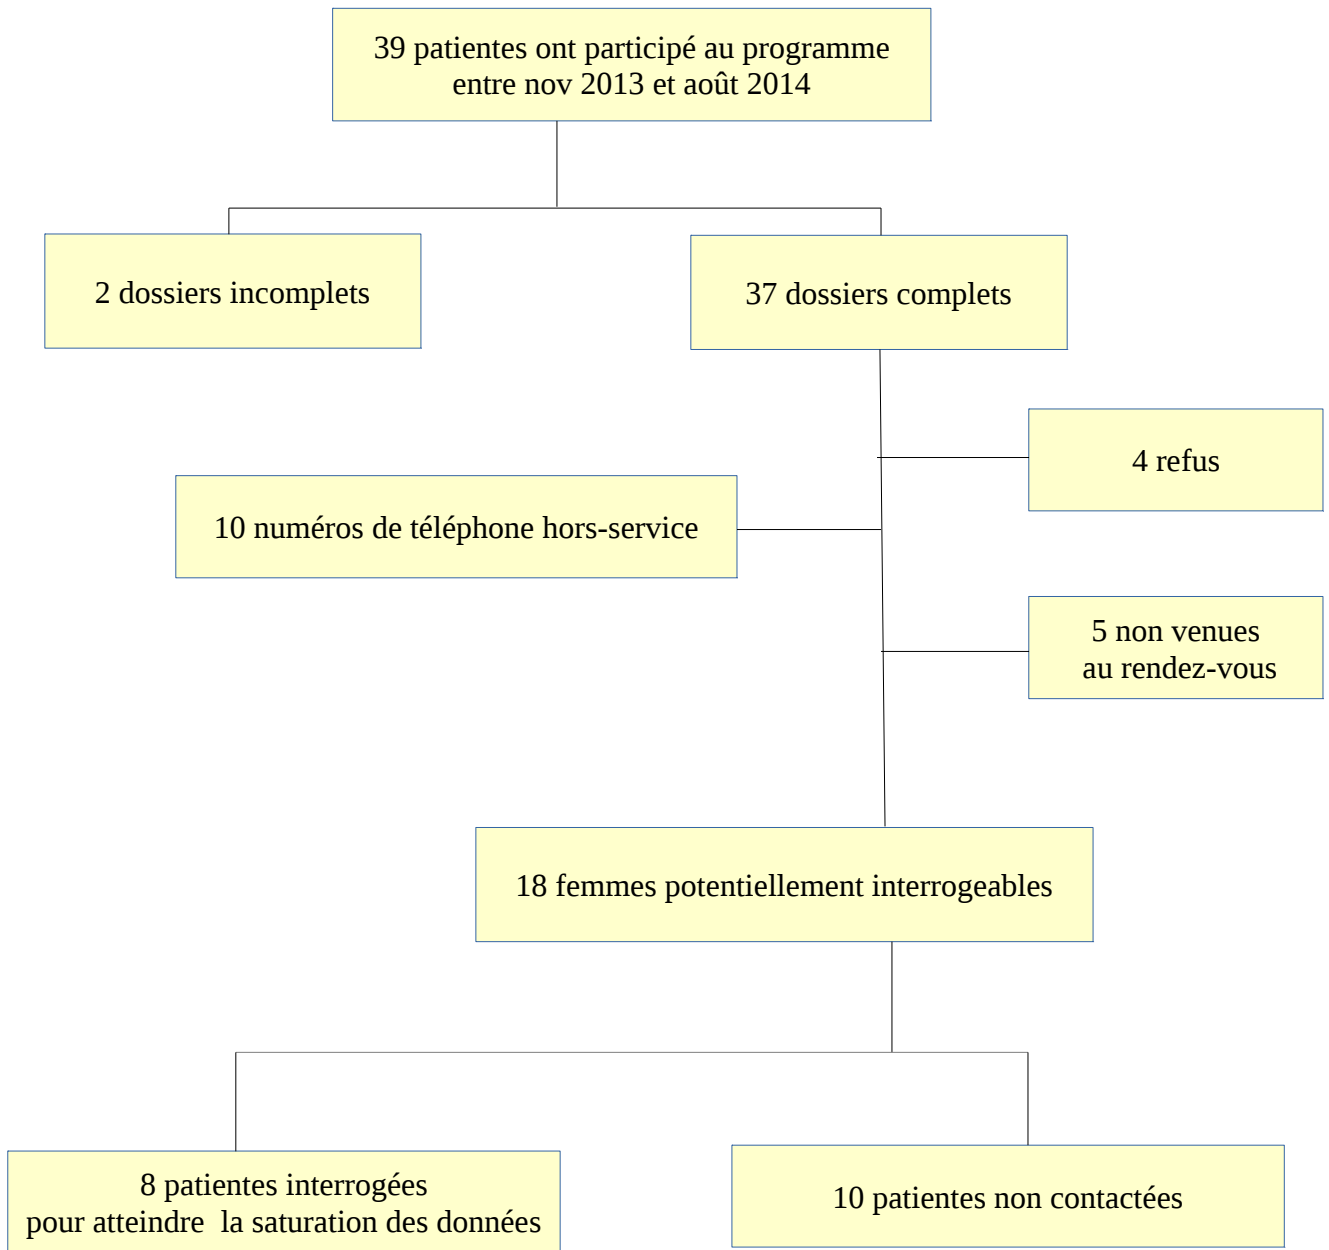 39 patientes ont participé au programme
entre nov 2013 et août 2014
2 dossiers incomplets
37 dossiers complets
4 refus
10 numéros de téléphone hors-service
5 non venues
au rendez-vous
18 femmes potentiellement interrogeables
8 patientes interrogées
pour atteindre la saturation des données
10 patientes non contactées